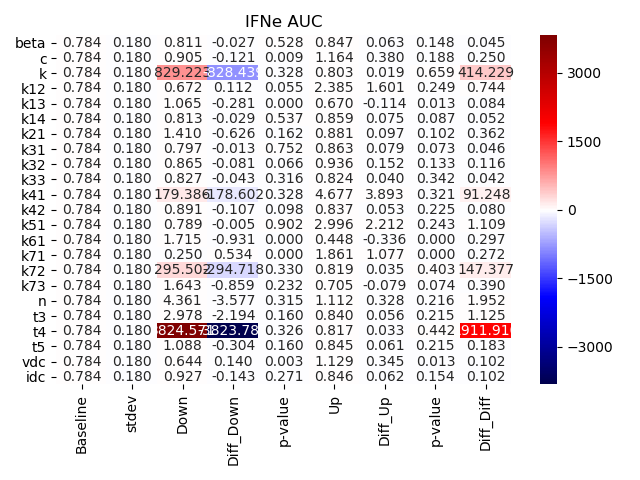 IFNe AUC
beta 0.784 0.180 0.811 -0.027 0.528 0.847 0.063 0.148 0.045
c 0.784 0.180 0.905 -0.121 0.009 1.164 0.380 0.188 0.250
k 0.784 0.180 829.223 828.439 0.328 0.803 0.019 0.659 414.229
k12 0.784 0.180 0.672 0.112 0.055 2.385 1.601 0.249 0.744
k13 0.784 0.180 1.065 -0.281 0.000 0.670 -0.114 0.013 0.084
k14 0.784 0.180 0.813 -0.029 0.537 0.859 0.075 0.087 0.052
k21 0.784 0.180 1.410 -0.626 0.162 0.881 0.097 0.102 0.362
k31 0.784 0.180 0.797 -0.013 0.752 0.863 0.079 0.073 0.046
k32 0.784 0.180 0.865 -0.081 0.066 0.936 0.152 0.133 0.116
k33 0.784 0.180 0.827 -0.043 0.316 0.824 0.040 0.342 0.042
k41 0.784 0.180 179.386 178.602 0.328 4.677 3.893 0.321 91.248
k42 0.784 0.180 0.891 -0.107 0.098 0.837 0.053 0.225 0.080
k51 0.784 0.180 0.789 -0.005 0.902 2.996 2.212 0.243 1.109
k61 0.784 0.180 1.715 -0.931 0.000 0.448 -0.336 0.000 0.297
k71 0.784 0.180 0.250 0.534 0.000 1.861 1.077 0.000 0.272
k72 0.784 0.180 295.502 -294.718 0.330 0.819 0.035 0.403 147.377
k73 0.784 0.180 1.643 -0.859 0.232 0.705 -0.079 0.074 0.390
n 0.784 0.180 4.361 -3.577 0.315 1.112 0.328 0.216 1.952
t3 0.784 0.180 2.978 -2.194 0.160 0.840 0.056 0.215 1.125
t4 0.784 0.180 0.326 0.817 0.033 0.442
t5 0.784 0.180 1.088 -0.304 0.160 0.845 0.061 0.215 0.183
vdc 0.784 0.180 0.644 0.140 0.003 1.129 0.345 0.013 0.102
idc 0.784 0.180 0.927 -0.143 0.271 0.846 0.062 0.154 0.102
Baseline stdev Down Diff_Down p-value Up Diff_Up p-value Diff_Diff
3000
1500
0
−1500
−3000